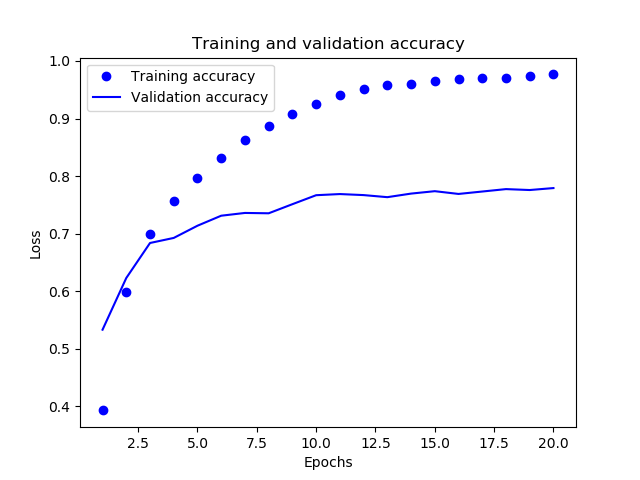 Training and validation accuracy
Training accuracy
Validation accuracy
1.0
0.9
0.8
0.7
0.6
0.5
0.4
Loss
2.5 5.0 7.5 10.0 12.5 15.0 17.5 20.0
Epochs